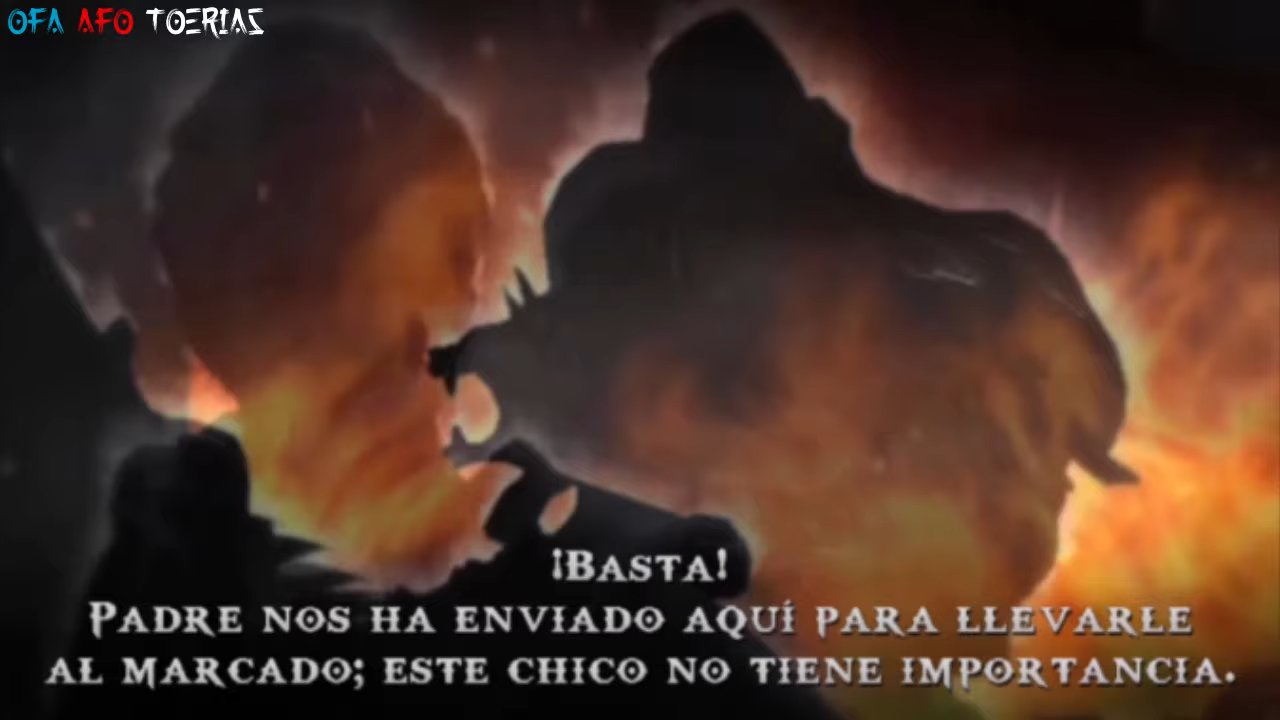 OFA AFO TOERIAS
¡Basta!
Padre nos ha enviado aquí para llevarle
al marcado; este chico no tiene importancia.